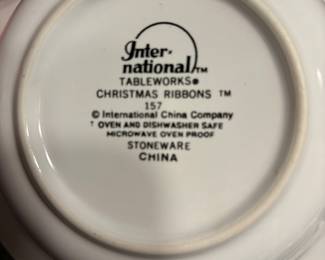 Inter-
national™
TABLEWORKS®
CHRISTMAS RIBBONS ™
157
© International China Company
† OVEN AND DISHWASHER SAFE
MICROWAVE OVEN PROOF
STONEWARE
CHINA